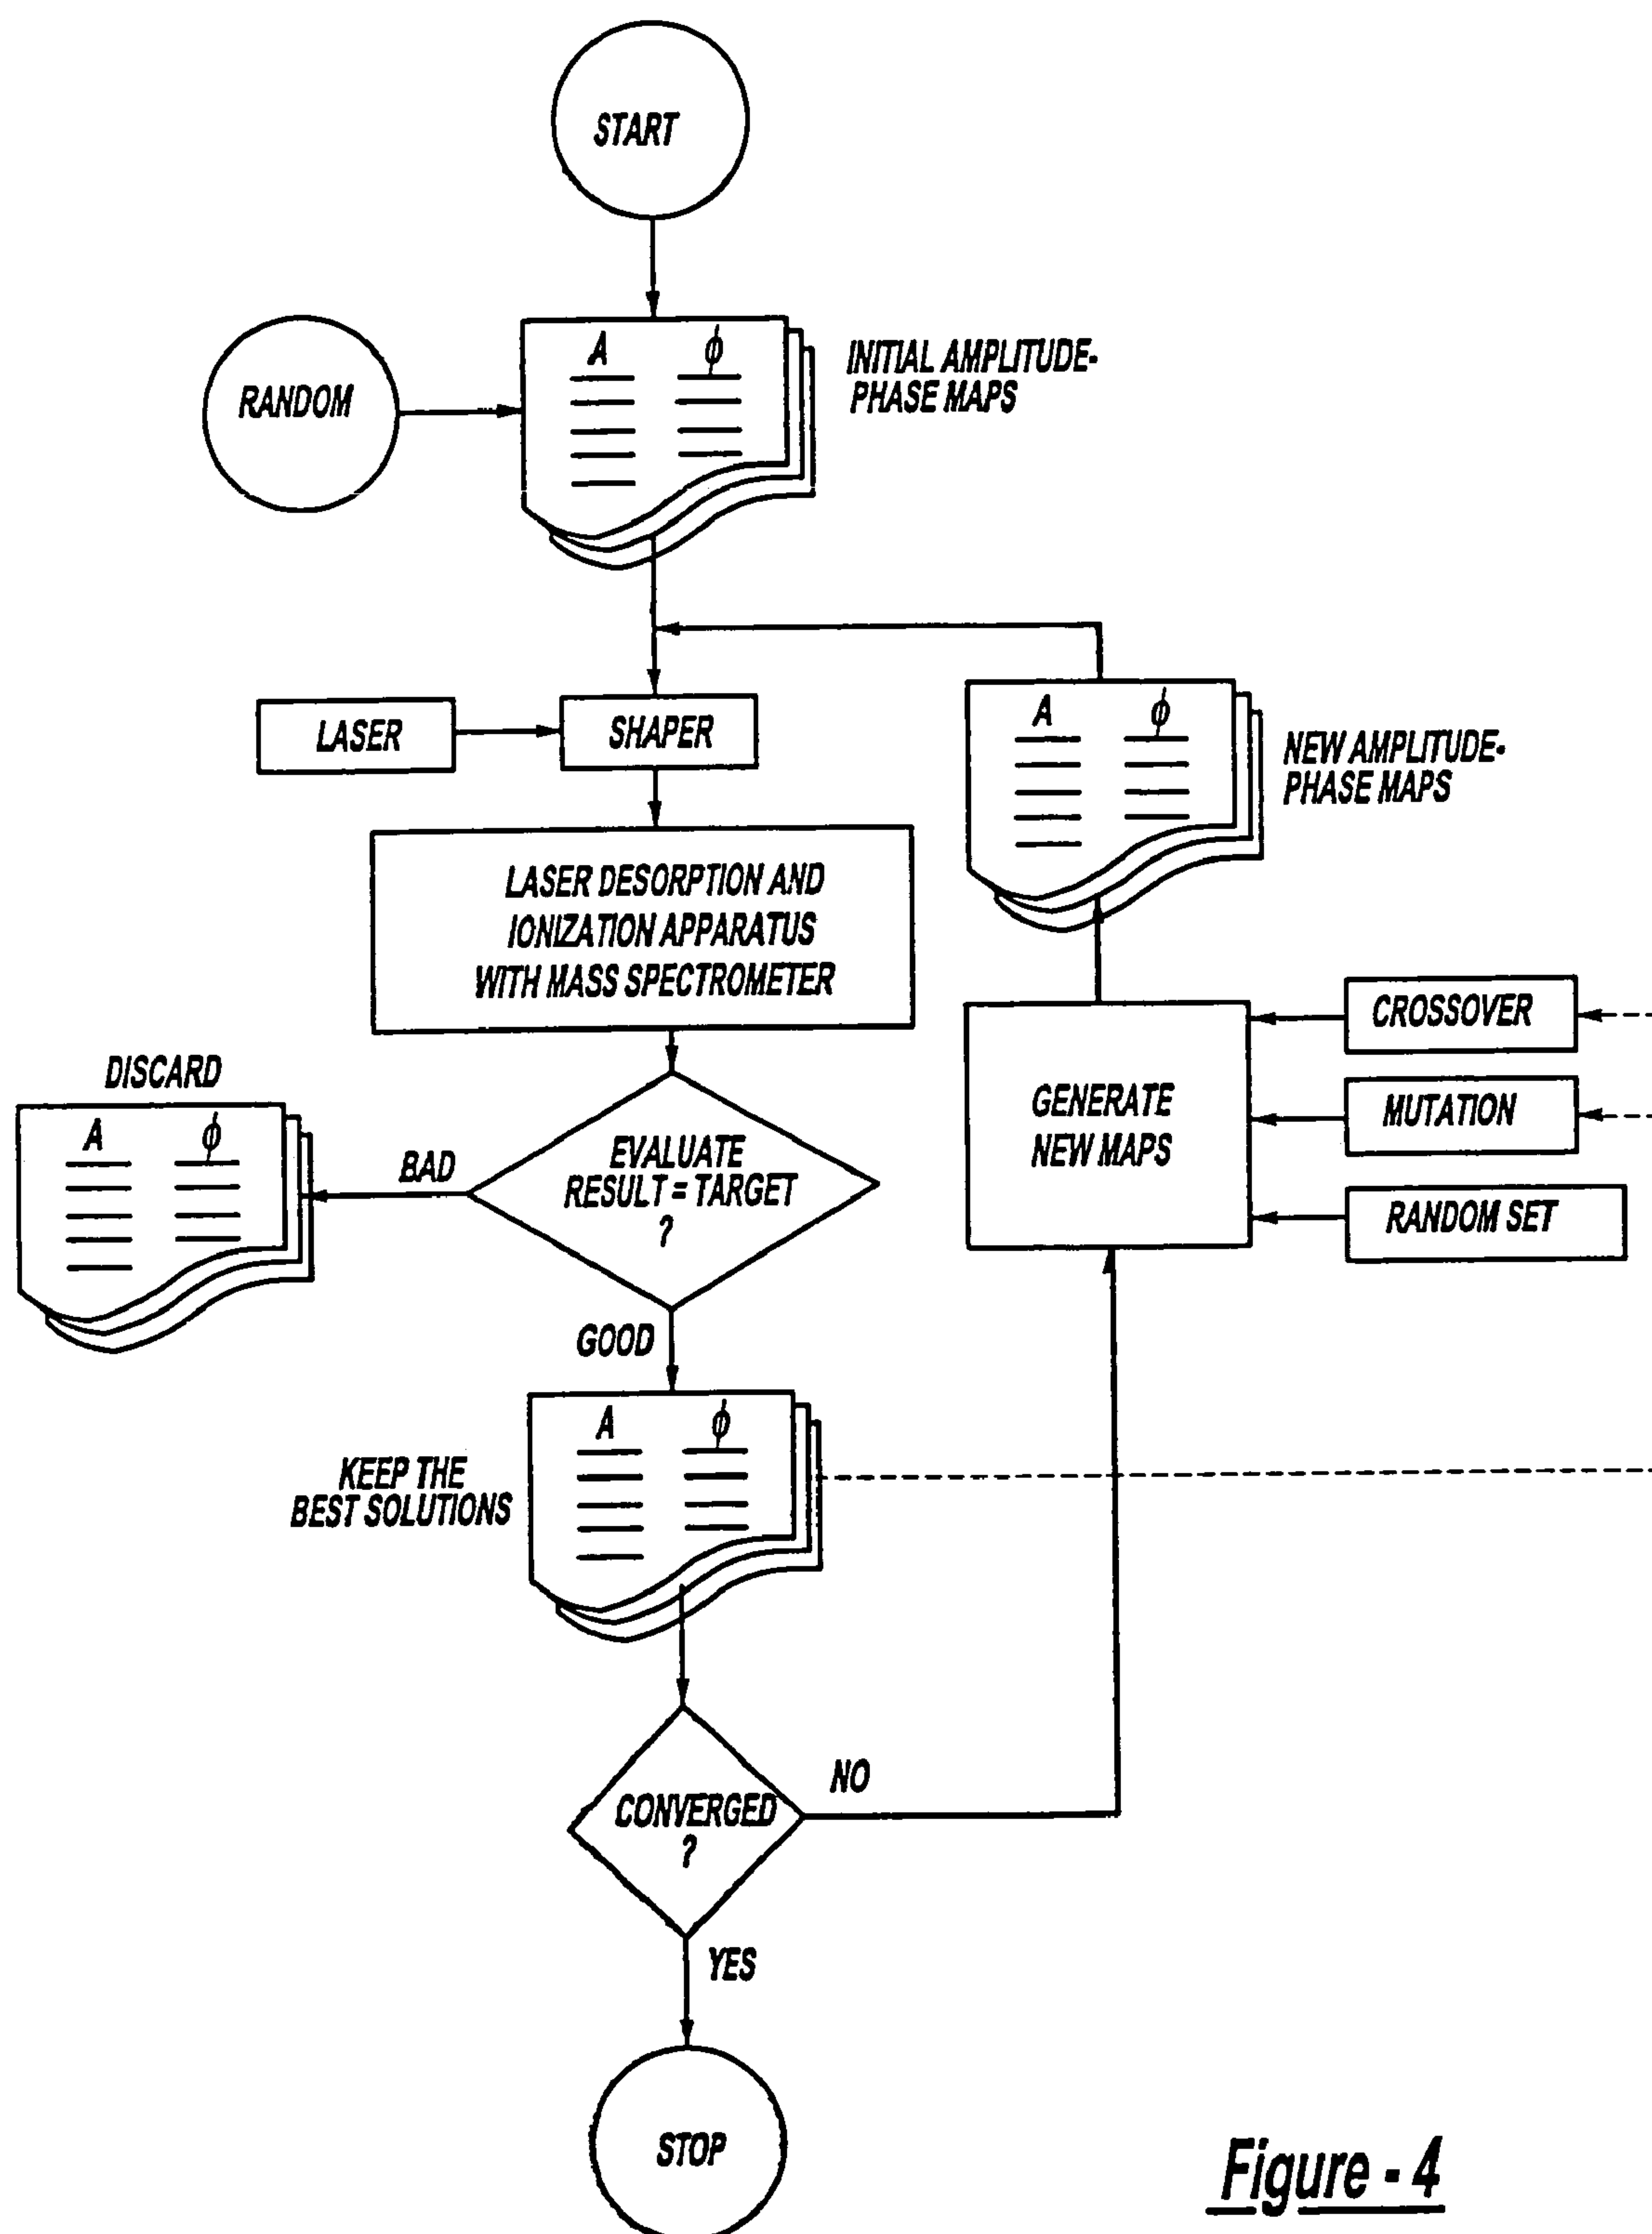 START
RANDOM
A ϕ
INITIAL AMPLITUDE-
PHASE MAPS
LASER
SHAPER
A ϕ
NEW AMPLITUDE-
PHASE MAPS
LASER DESORPTION AND
IONIZATION APPARATUS
WITH MASS SPECTROMETER
CROSSOVER
MUTATION
RANDOM SET
GENERATE
NEW MAPS
DISCARD
A ϕ
BAD
EVALUATE
RESULT = TARGET
?
GOOD
A ϕ
KEEP THE
BEST SOLUTIONS
CONVERGED
?
NO
YES
STOP
Figure - 4